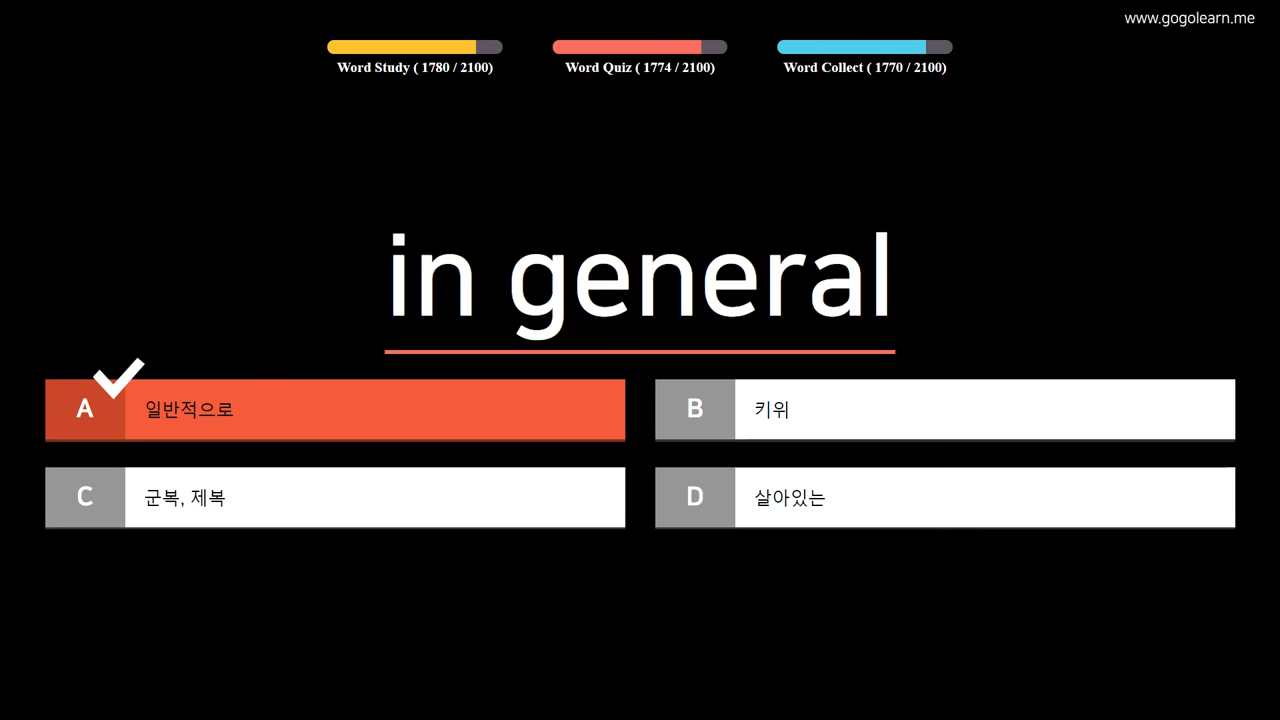 www.gogolearn.me
Word Study ( 1780 / 2100)
Word Quiz ( 1774 / 2100)
Word Collect ( 1770 / 2100)
in general
A 일반적으로
B 키위
C 군복, 제복
D 살아있는